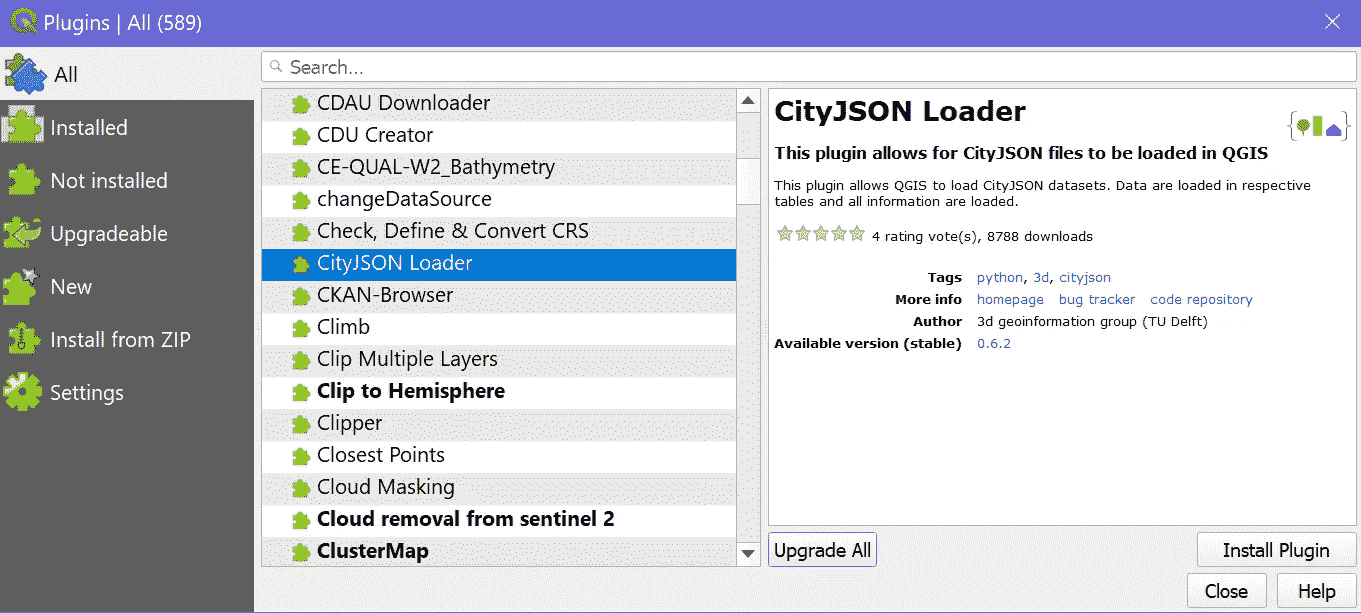 Plugins | All (589)
All
Installed
Not installed
Upgradeable
New
Install from ZIP
Settings
Search...
CDAU Downloader
CDU Creator
CE-QUAL-W2_Bathymetry
changeDataSource
Check, Define & Convert CRS
CityJSON Loader
CKAN-Browser
Climb
Clip Multiple Layers
Clip to Hemisphere
Clipper
Closest Points
Cloud Masking
Cloud removal from sentinel 2
ClusterMap
CityJSON Loader
This plugin allows for CityJSON files to be loaded in QGIS
This plugin allows QGIS to load CityJSON datasets. Data are loaded in respective
tables and all information are loaded.
4 rating vote(s), 8788 downloads
Tags python, 3d, cityjson
More info homepage bug tracker code repository
Author 3d geoinformation group (TU Delft)
Available version (stable) 0.6.2
Upgrade All
Install Plugin
Close
Help